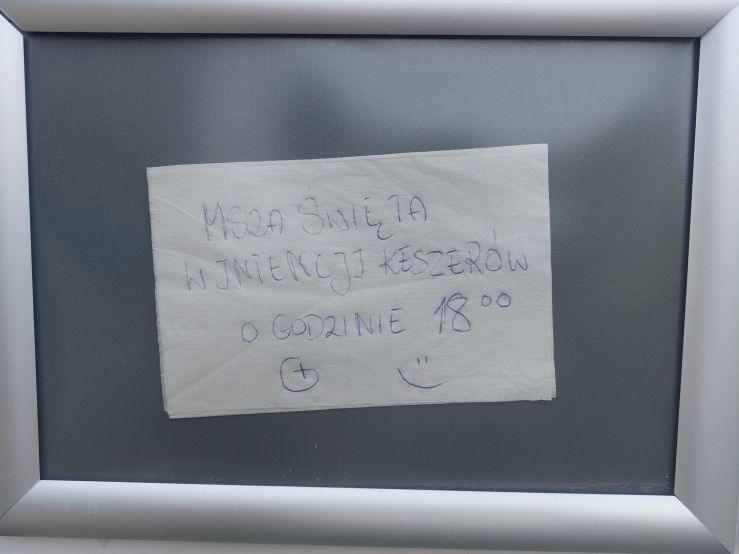 MSZA ŚWIĘTA
W JNTENCJI KESZERÓW
O GODZINIE 18⁰⁰